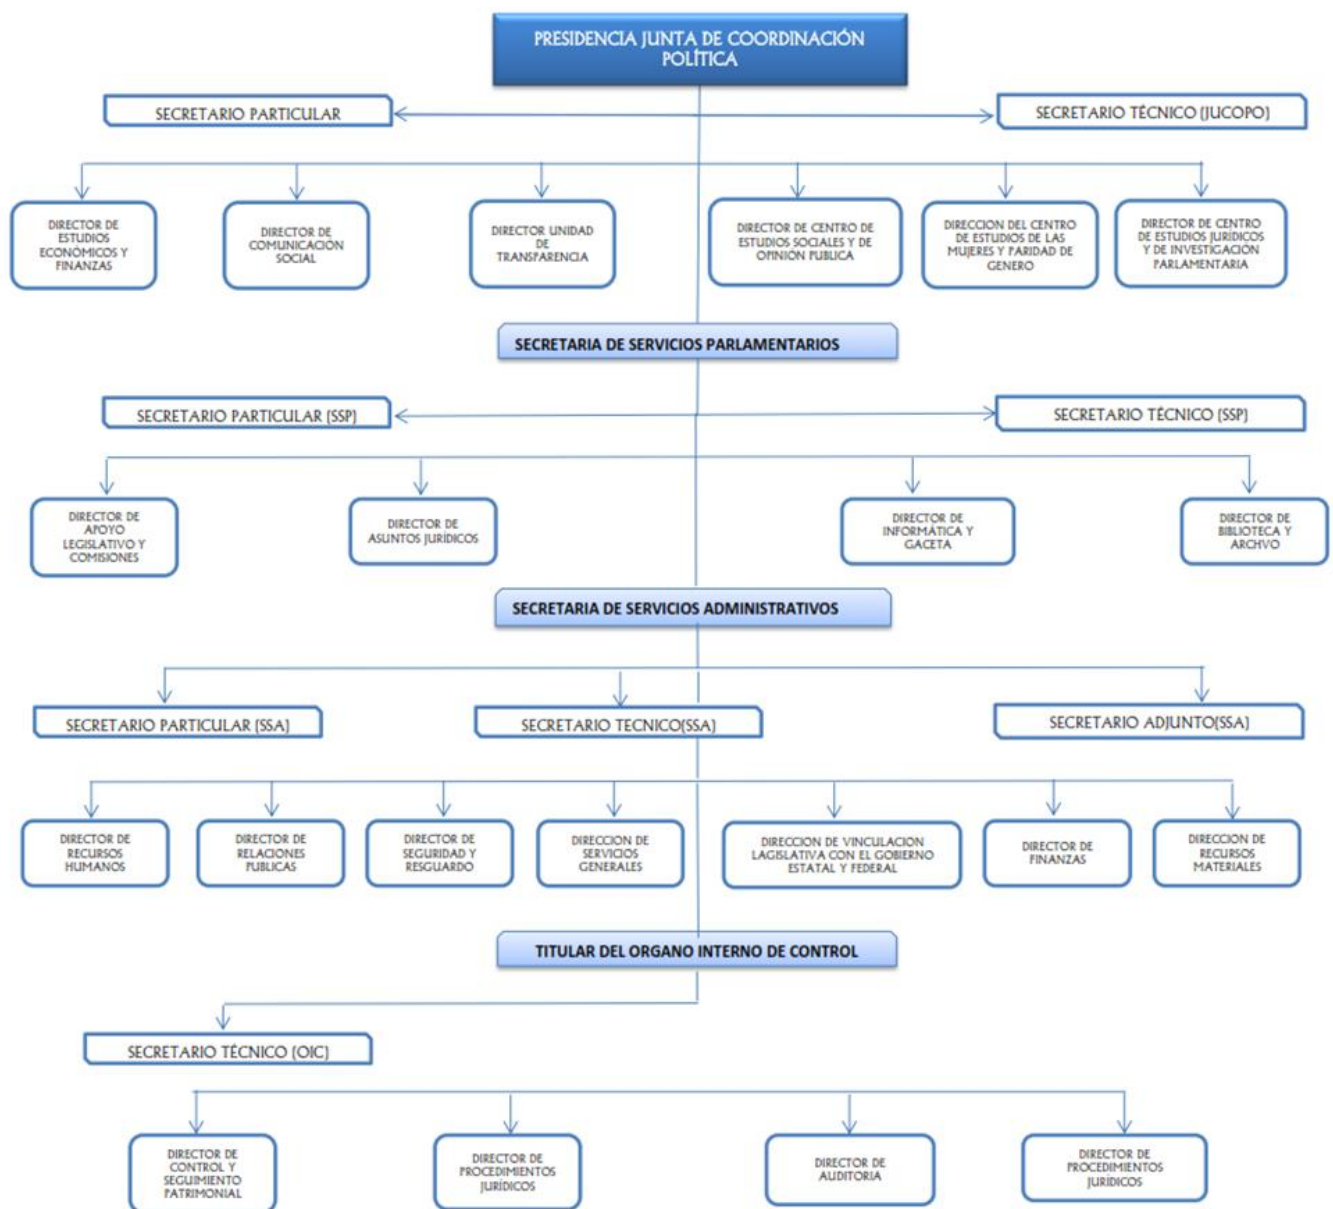 PRESIDENCIA JUNTA DE COORDINACIÓN
POLÍTICA
SECRETARIO PARTICULAR
SECRETARIO TÉCNICO (JUCOPO)
DIRECTOR DE
ESTUDIOS
ECONÓMICOS Y
FINANZAS
DIRECTOR DE
COMUNICACIÓN
SOCIAL
DIRECTOR UNIDAD
DE
TRANSPARENCIA
DIRECTOR DE CENTRO DE
ESTUDIOS SOCIALES Y DE
OPINIÓN PUBLICA
DIRECCION DEL CENTRO
DE ESTUDIOS DE LAS
MUJERES Y PARIDAD DE
GENERO
DIRECTOR DE CENTRO
DE ESTUDIOS JURÍDICOS
Y DE INVESTIGACIÓN
PARLAMENTARIA
SECRETARIA DE SERVICIOS PARLAMENTARIOS
SECRETARIO PARTICULAR (SSP)
SECRETARIO TÉCNICO (SSP)
DIRECTOR DE
APOYO
LEGISLATIVO Y
COMISIONES
DIRECTOR DE
ASUNTOS JURÍDICOS
DIRECTOR DE
INFORMÁTICA Y
GACETA
DIRECTOR DE
BIBLIOTECA Y
ARCHVO
SECRETARIA DE SERVICIOS ADMINISTRATIVOS
SECRETARIO PARTICULAR (SSA)
SECRETARIO TECNICO(SSA)
SECRETARIO ADJUNTO(SSA)
DIRECTOR DE
RECURSOS
HUMANOS
DIRECTOR DE
RELACIONES
PUBLICAS
DIRECTOR DE
SEGURIDAD Y
RESGUARDO
DIRECCION DE
SERVICIOS
GENERALES
DIRECCION DE VINCULACION
LAGISLATIVA CON EL GOBIERNO
ESTATAL Y FEDERAL
DIRECTOR DE
FINANZAS
DIRECCION DE
RECURSOS
MATERIALES
TITULAR DEL ORGANO INTERNO DE CONTROL
SECRETARIO TÉCNICO (OIC)
DIRECTOR DE
CONTROL Y
SEGUIMIENTO
PATRIMONIAL
DIRECTOR DE
PROCEDIMIENTOS
JURÍDICOS
DIRECTOR DE
AUDITORIA
DIRECTOR DE
PROCEDIMIENTOS
JURÍDICOS